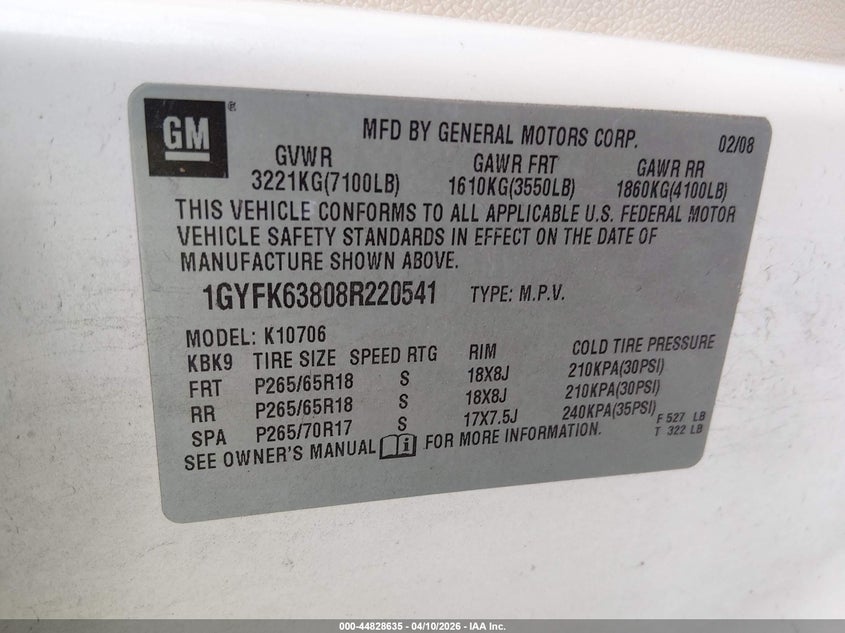 GM®
MFD BY GENERAL MOTORS CORP. 02/08
GVWR GAWR FRT GAWR RR
3221KG(7100LB) 1610KG(3550LB) 1860KG(4100LB)
THIS VEHICLE CONFORMS TO ALL APPLICABLE U.S. FEDERAL MOTOR
VEHICLE SAFETY STANDARDS IN EFFECT ON THE DATE OF
MANUFACTURE SHOWN ABOVE.
1GYFK63808R220541 TYPE: M.P.V.
MODEL: K10706
KBK9 TIRE SIZE SPEED RTG RIM COLD TIRE PRESSURE
FRT P265/65R18 S 18X8J 210KPA(30PSI)
RR P265/65R18 S 18X8J 210KPA(30PSI)
SPA P265/70R17 S 17X7.5J 240KPA(35PSI)
F 527 LB
T 322 LB
SEE OWNER'S MANUAL i FOR MORE INFORMATION.
000-44828635 - 04/10/2026 - IAA Inc.